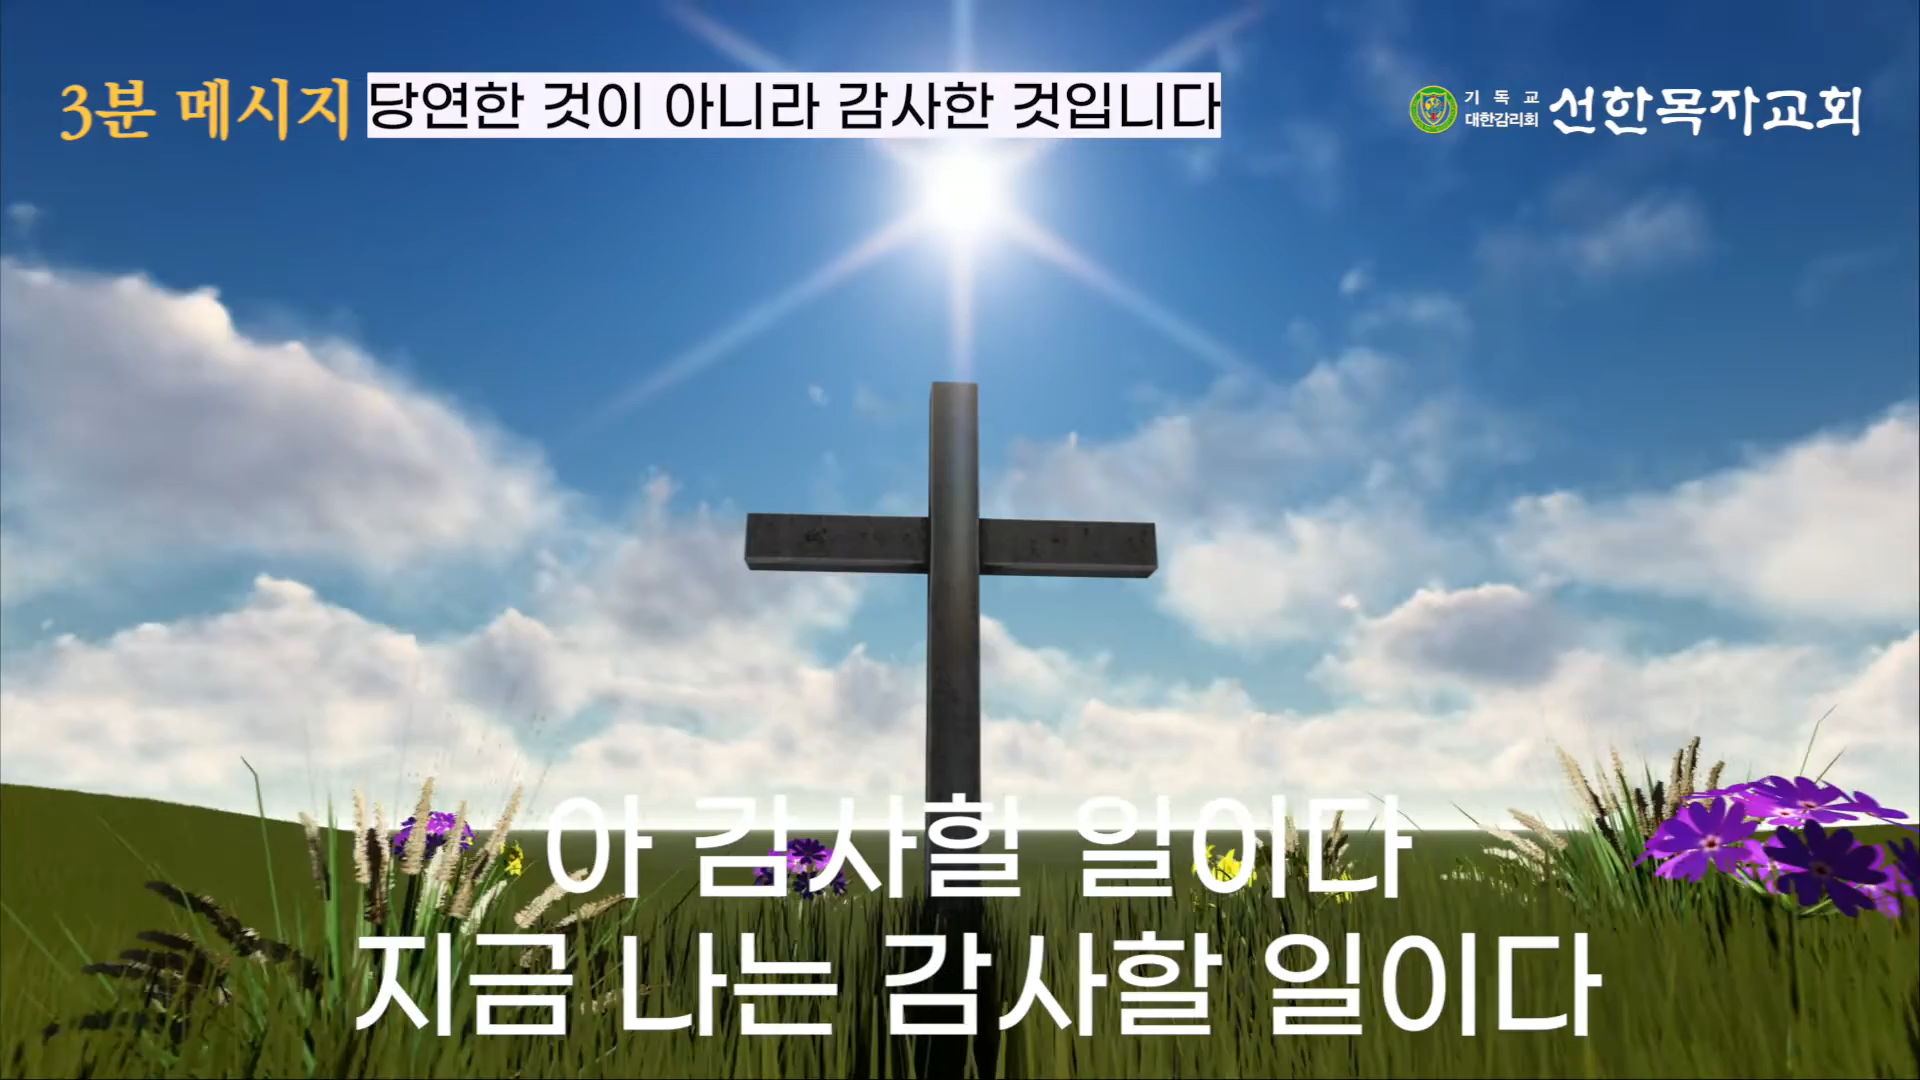 3분 메시지 당연한 것이 아니라 감사한 것입니다
기독교
대한감리회
선한목자교회
아 감사할 일이다
지금 나는 감사할 일이다